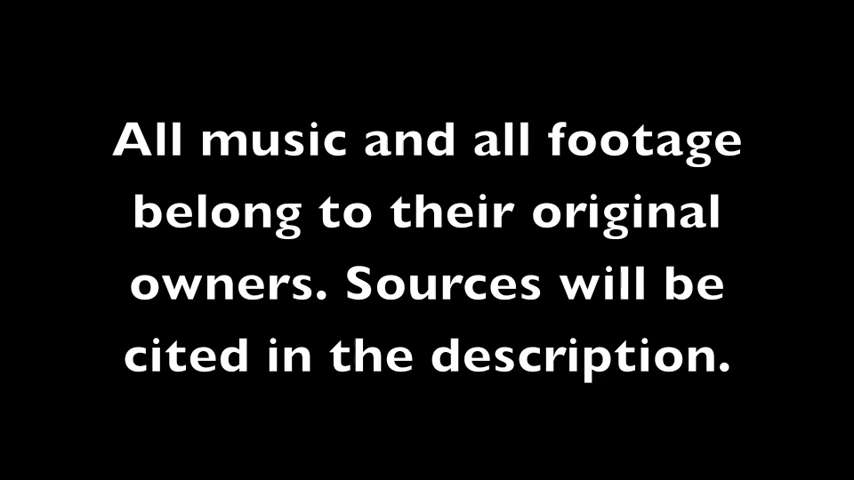 All music and all footage
belong to their original
owners. Sources will be
cited in the description.